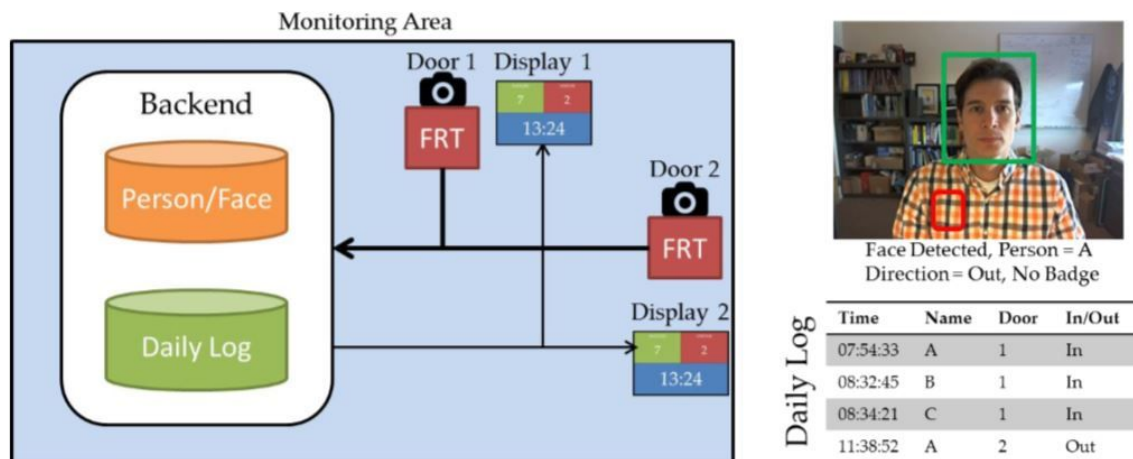 Monitoring Area
Door 1
Display 1
Backend
7 2
FRT
13:24
Person/Face
Door 2
FRT
Display 2
Daily Log
7 2
13:24
Face Detected, Person = A
Direction = Out, No Badge
Daily Log
Time Name Door In/Out
07:54:33 A 1 In
08:32:45 B 1 In
08:34:21 C 1 In
11:38:52 A 2 Out